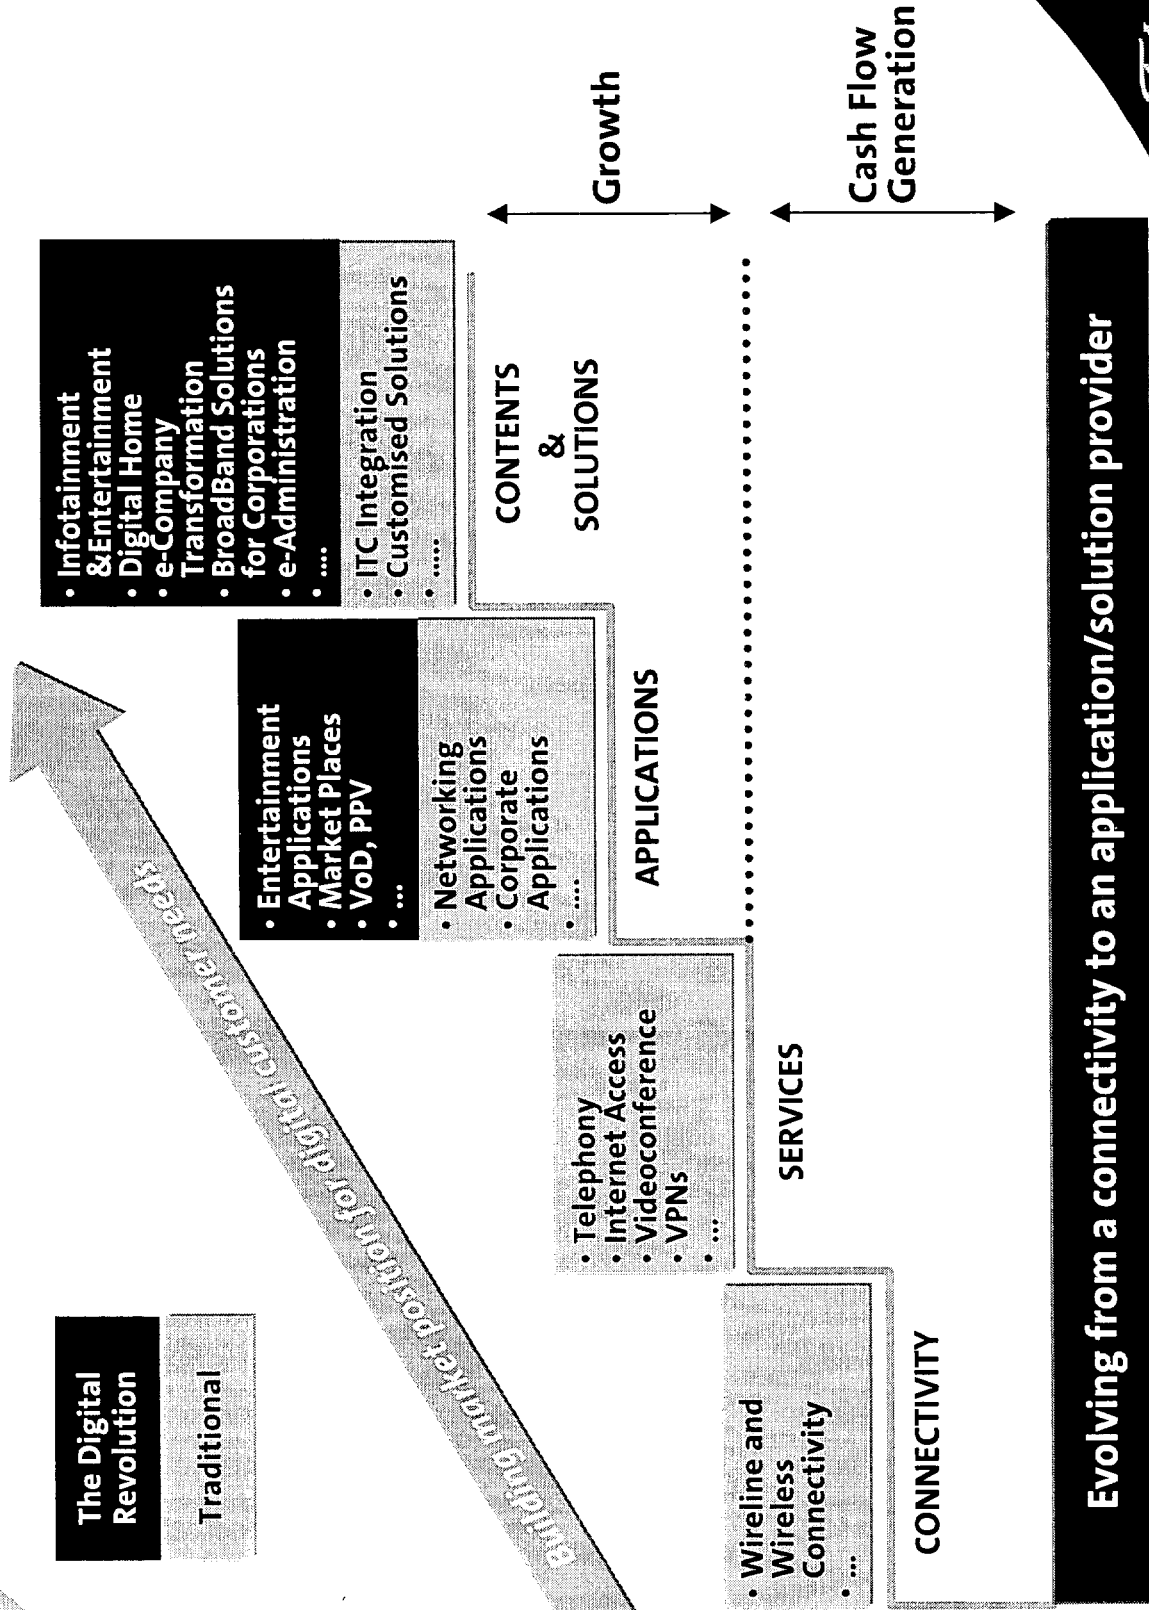 The Digital
Revolution
Traditional
Building market position for digital customer needs
• Infotainment
&Entertainment
• Digital Home
• e-Company
Transformation
• BroadBand Solutions
for Corporations
• e-Administration
• ....
• ITC Integration
• Customised Solutions
• .....
CONTENTS
&
SOLUTIONS
• Entertainment
Applications
• Market Places
• VoD, PPV
• ...
• Networking
Applications
• Corporate
Applications
• ....
APPLICATIONS
• Telephony
• Internet Access
• Videoconference
• VPNs
• ...
SERVICES
• Wireline and
Wireless
Connectivity
• ...
CONNECTIVITY
Growth
Cash Flow
Generation
Evolving from a connectivity to an application/solution provider